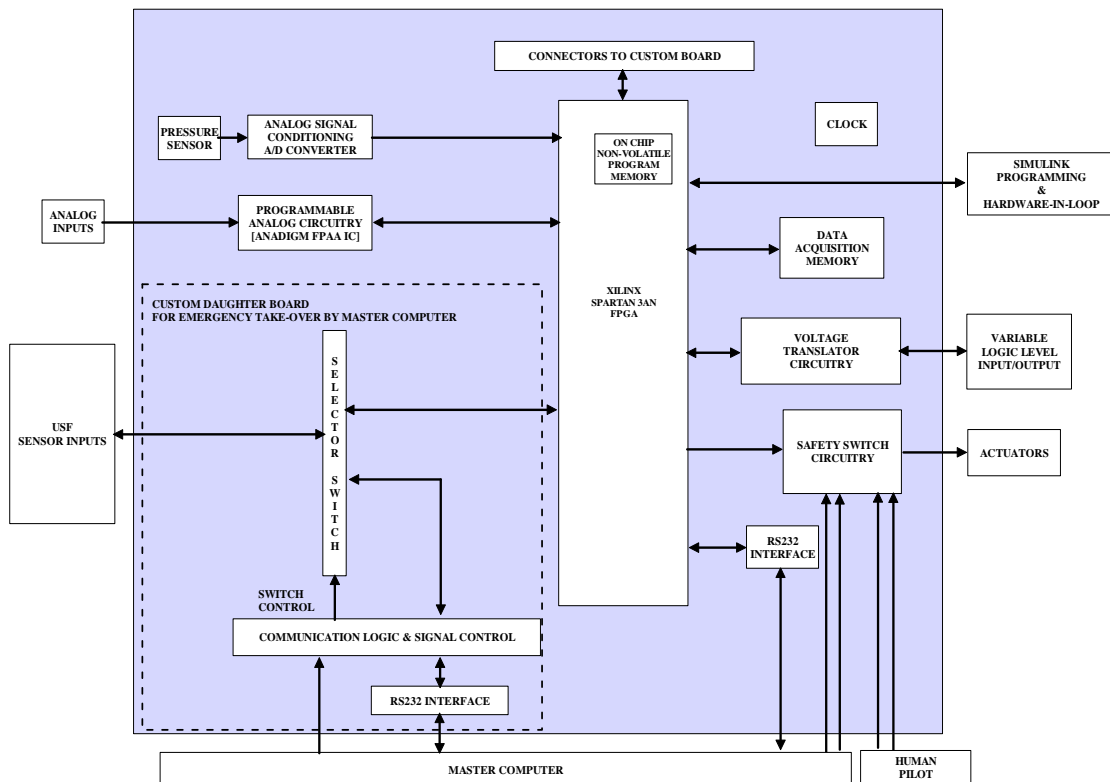 CONNECTORS TO CUSTOM BOARD
PRESSURE
SENSOR
ANALOG SIGNAL
CONDITIONING
A/D CONVERTER
ON CHIP
NON-VOLATILE
PROGRAM
MEMORY
CLOCK
SIMULINK
PROGRAMMING
&
HARDWARE-IN-LOOP
ANALOG
INPUTS
PROGRAMMABLE
ANALOG CIRCUITRY
[ANADIGM FPAA IC]
DATA
ACQUISITION
MEMORY
XILINX
SPARTAN 3AN
FPGA
CUSTOM DAUGHTER BOARD
FOR EMERGENCY TAKE-OVER BY MASTER COMPUTER
VOLTAGE
TRANSLATOR
CIRCUITRY
VARIABLE
LOGIC LEVEL
INPUT/OUTPUT
SELECTOR SWITCH
USF
SENSOR INPUTS
SAFETY SWITCH
CIRCUITRY
ACTUATORS
RS232
INTERFACE
SWITCH
CONTROL
COMMUNICATION LOGIC & SIGNAL CONTROL
RS232 INTERFACE
MASTER COMPUTER
HUMAN
PILOT